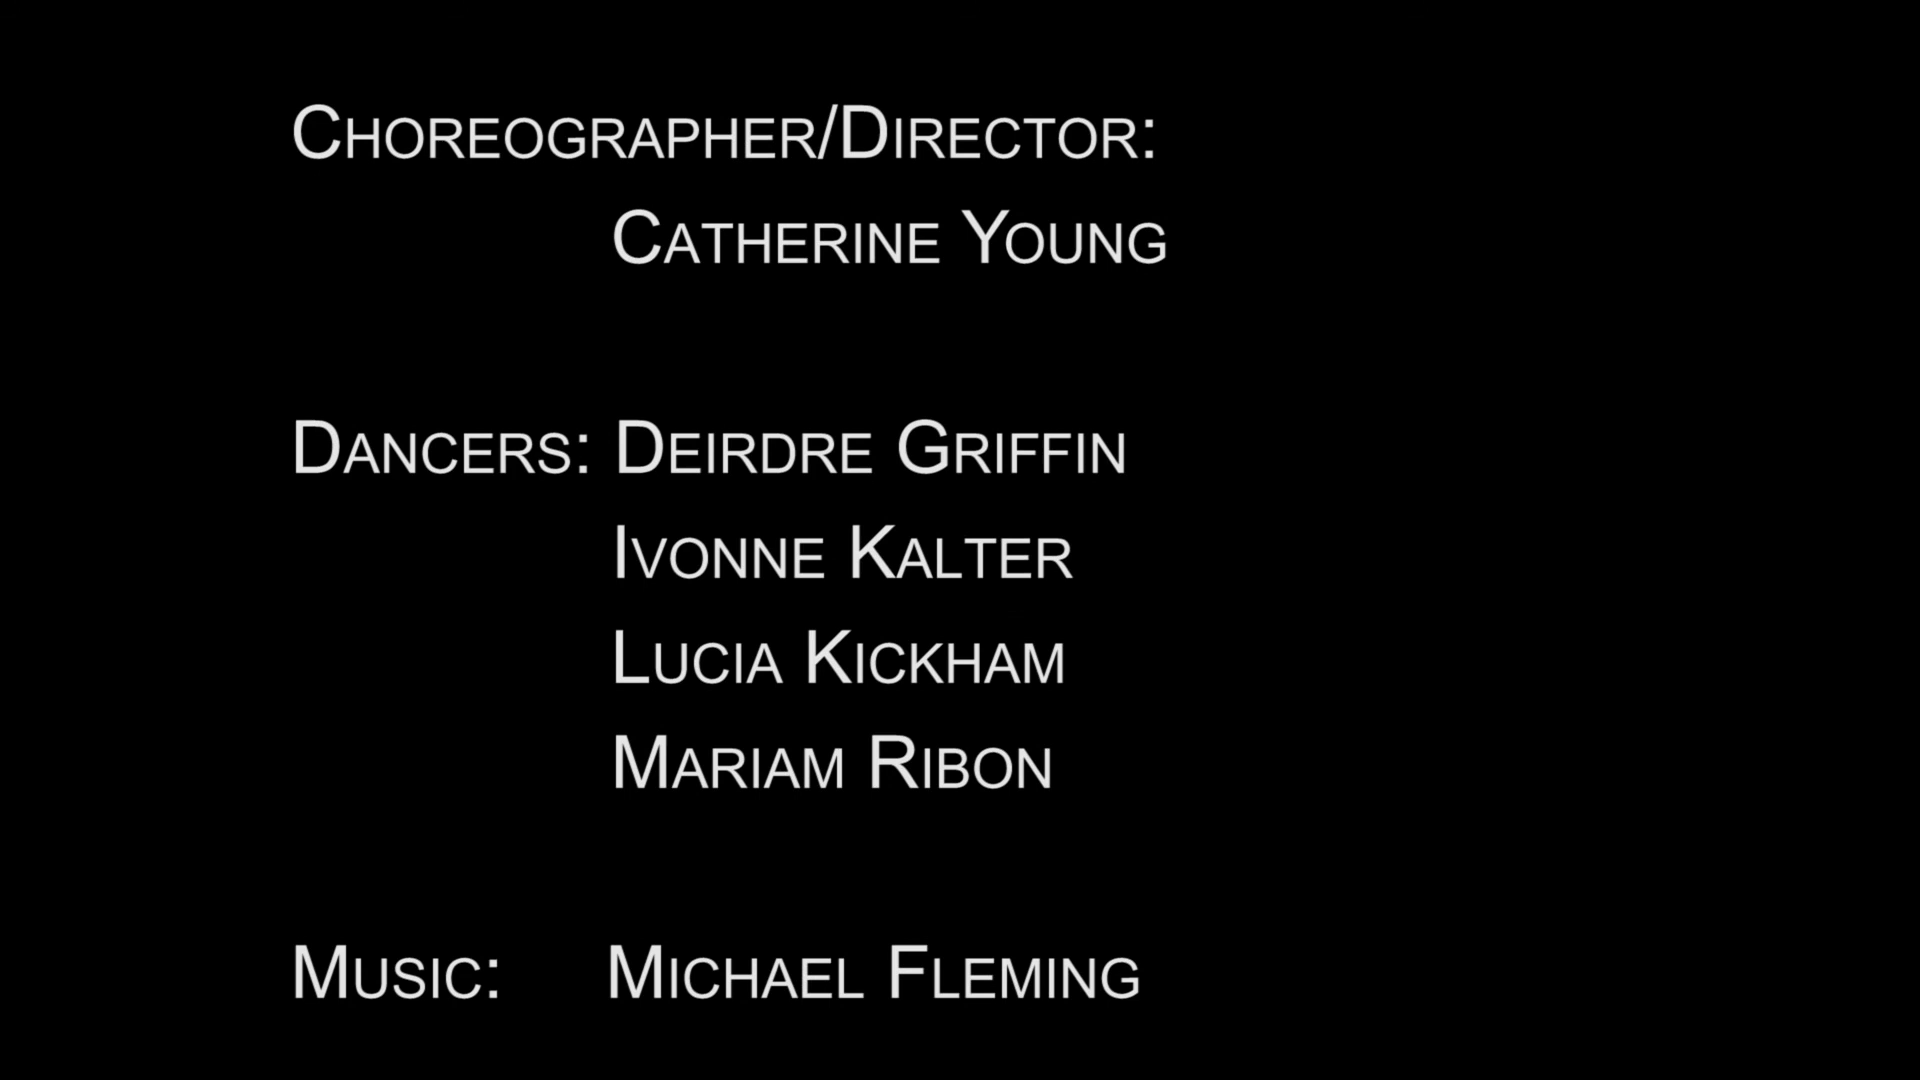 Choreographer/Director:
Catherine Young
Dancers: Deirdre Griffin
Ivonne Kalter
Lucia Kickham
Mariam Ribon
Music: Michael Fleming